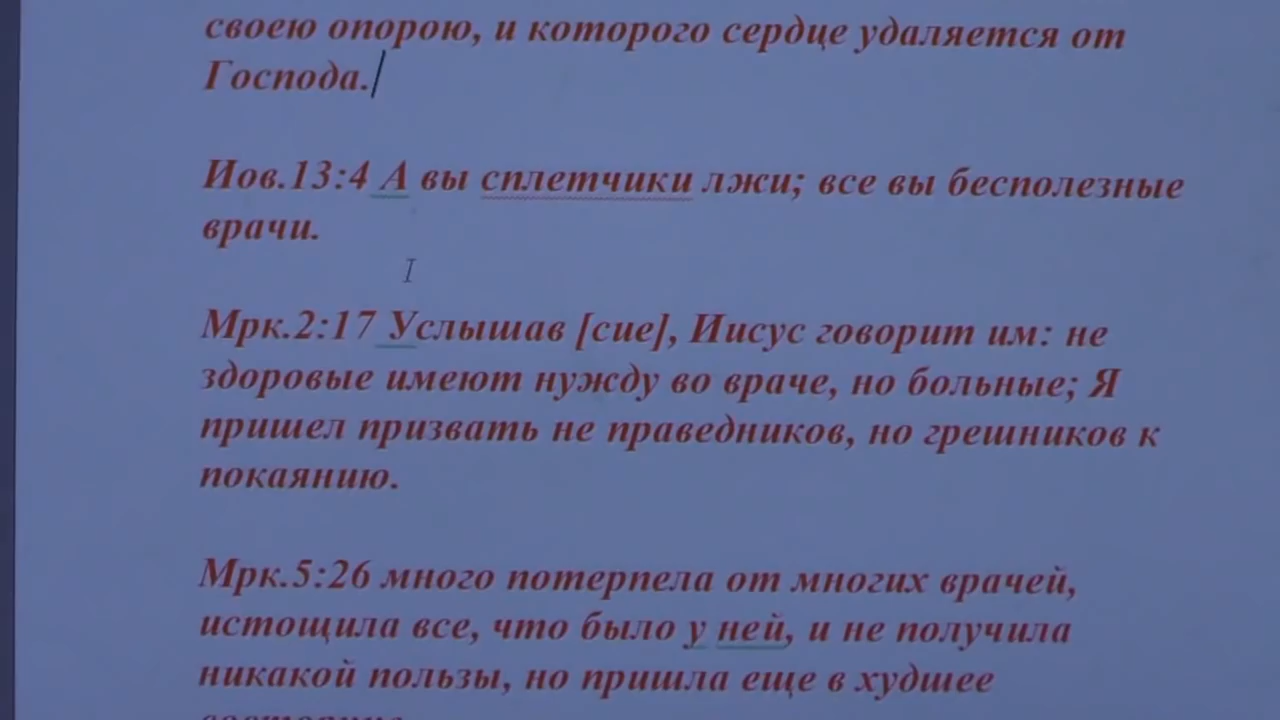 своею опорою, и которого сердце удаляется от
Господа.
Иов.13:4 А вы сплетчики лжи; все вы бесполезные
врачи.
Мрк.2:17 Услышав [сие], Иисус говорит им: не
здоровые имеют нужду во враче, но больные; Я
пришел призвать не праведников, но грешников к
покаянию.
Мрк.5:26 много потерпела от многих врачей,
истощила все, что было у ней, и не получила
никакой пользы, но пришла еще в худшее